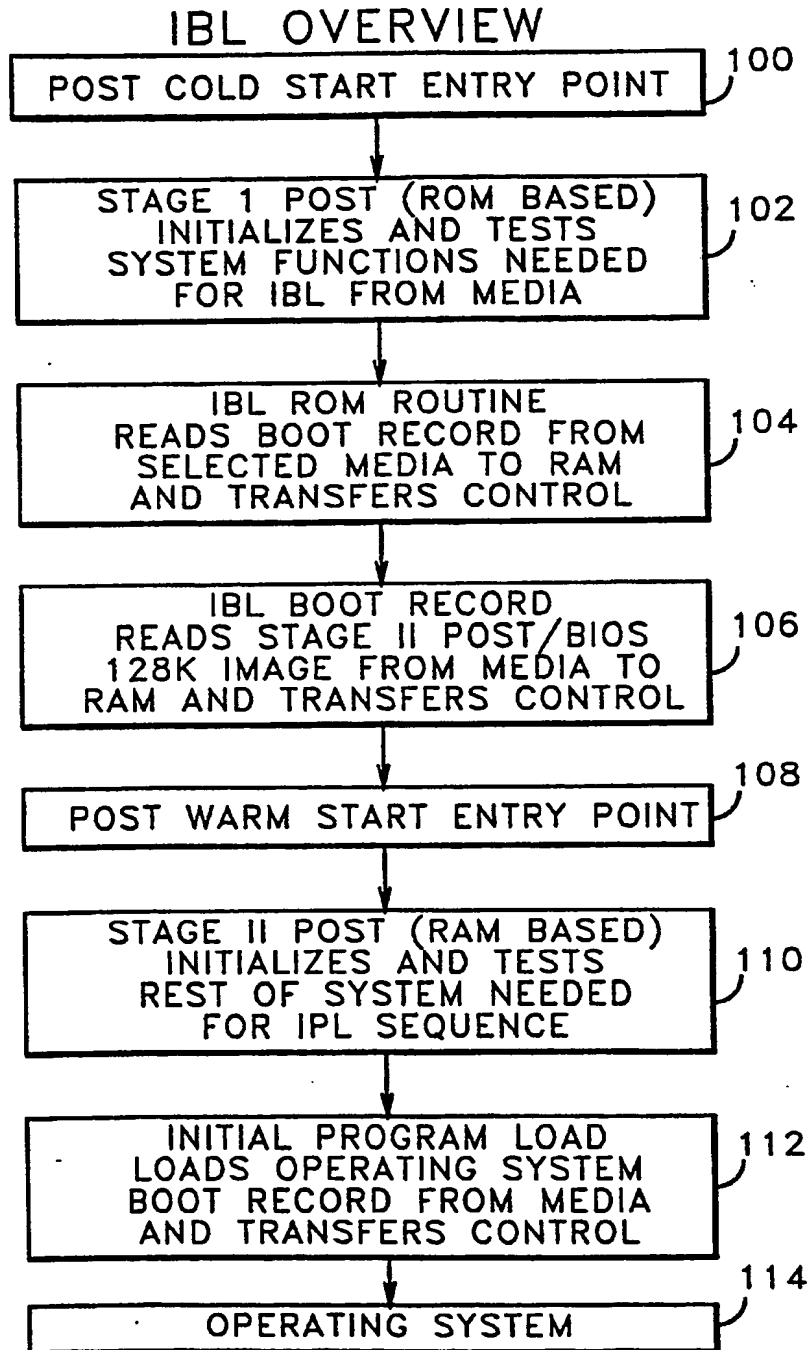 IBL OVERVIEW
100
POST COLD START ENTRY POINT
STAGE 1 POST (ROM BASED)
INITIALIZES AND TESTS
SYSTEM FUNCTIONS NEEDED
FOR IBL FROM MEDIA
102
IBL ROM ROUTINE
READS BOOT RECORD FROM
SELECTED MEDIA TO RAM
AND TRANSFERS CONTROL
104
IBL BOOT RECORD
READS STAGE II POST/BIOS
128K IMAGE FROM MEDIA TO
RAM AND TRANSFERS CONTROL
106
108
POST WARM START ENTRY POINT
STAGE II POST (RAM BASED)
INITIALIZES AND TESTS
REST OF SYSTEM NEEDED
FOR IPL SEQUENCE
110
INITIAL PROGRAM LOAD
LOADS OPERATING SYSTEM
BOOT RECORD FROM MEDIA
AND TRANSFERS CONTROL
112
114
OPERATING SYSTEM